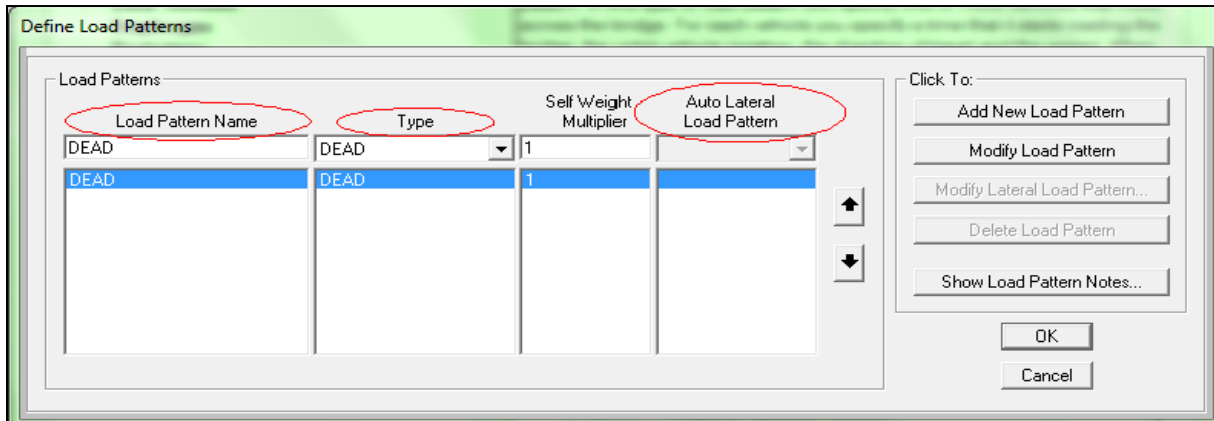 Define Load Patterns
Load Patterns
Load Pattern Name
Type
Self Weight
Multiplier
Auto Lateral
Load Pattern
DEAD
DEAD
1
DEAD
DEAD
1
Click To:
Add New Load Pattern
Modify Load Pattern
Modify Lateral Load Pattern...
Delete Load Pattern
Show Load Pattern Notes...
OK
Cancel